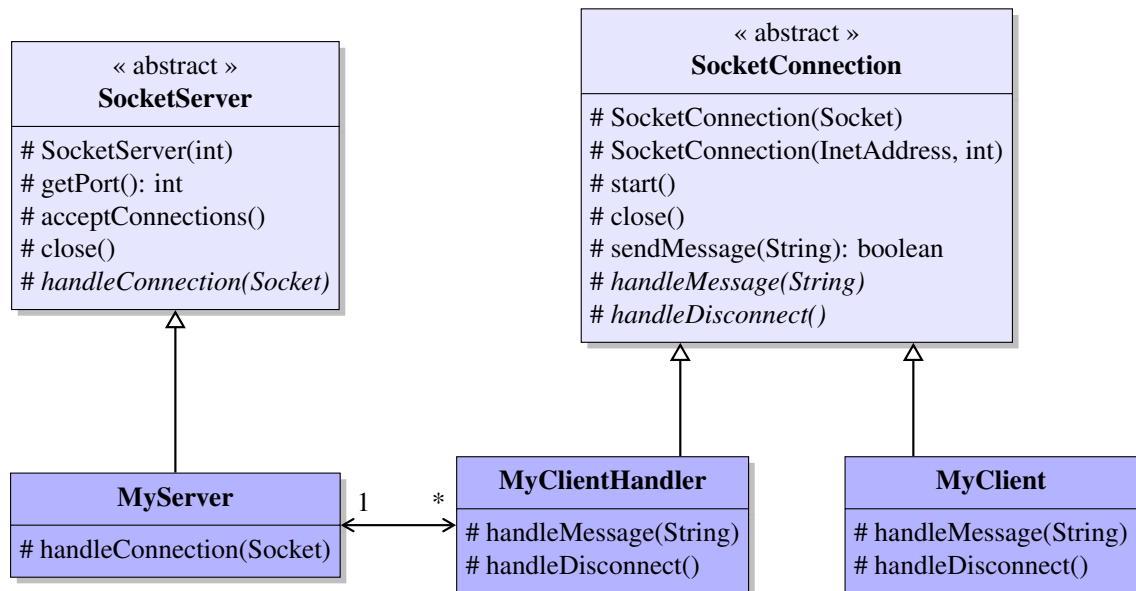 « abstract »
SocketServer
# SocketServer(int)
# getPort(): int
# acceptConnections()
# close()
# handleConnection(Socket)
« abstract »
SocketConnection
# SocketConnection(Socket)
# SocketConnection(InetAddress, int)
# start()
# close()
# sendMessage(String): boolean
# handleMessage(String)
# handleDisconnect()
MyServer
# handleConnection(Socket)
1
*
MyClientHandler
# handleMessage(String)
# handleDisconnect()
MyClient
# handleMessage(String)
# handleDisconnect()